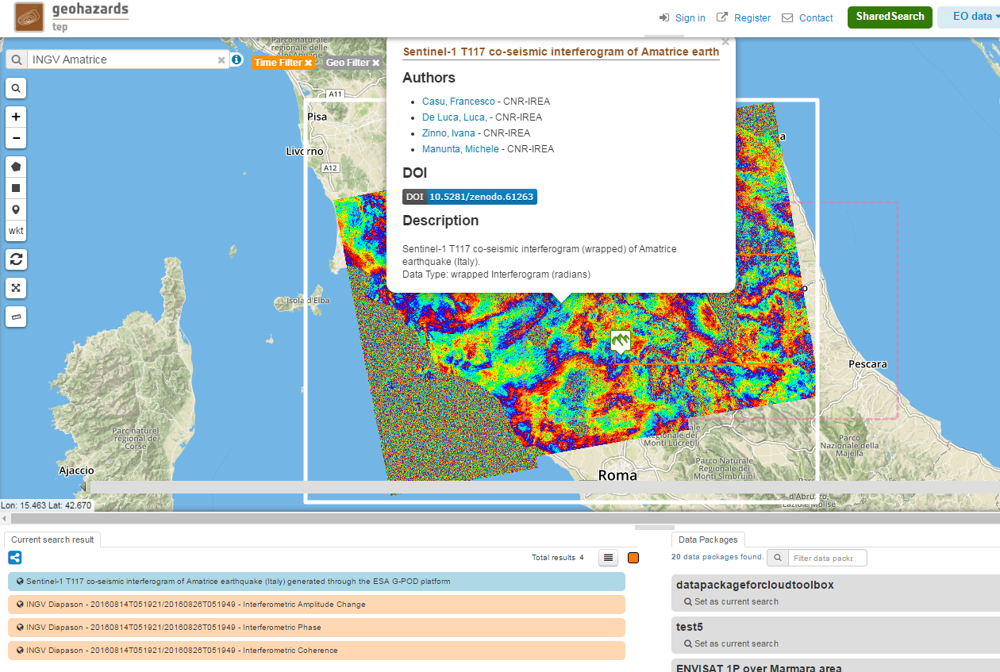 geohazards
tep
Sign in
Register
Contact
SharedSearch
EO data
INGV Amatrice
Time Filter ×
Geo Filter ×
Parco naturale
regionale delle
A11
Pisa
Livorno
A12
wkt
Isola d'Elba
Parc naturel
régional de
Corse
Ajaccio
Sentinel-1 T117 co-seismic interferogram of Amatrice earth
Authors
Casu, Francesco - CNR-IREA
De Luca, Luca, - CNR-IREA
Zinno, Ivana - CNR-IREA
Manunta, Michele - CNR-IREA
DOI
DOI 10.5281/zenodo.61263
Description
Sentinel-1 T117 co-seismic interferogram (wrapped) of Amatrice
earthquake (Italy).
Data Type: wrapped Interferogram (radians)
Pescara
Regionale dei
Monti Lucretili
Parco
Nazionale della
Majella
Parco Naturale
Regionale dei
Monti Simbruini
Roma
d'Abruzzo,
Lazio e Molise
Lon: 15.463 Lat: 42.670
Current search result
Total results 4
Sentinel-1 T117 co-seismic interferogram of Amatrice earthquake (Italy) generated through the ESA G-POD platform
INGV Diapason - 20160814T051921/20160826T051949 - Interferometric Amplitude Change
INGV Diapason - 20160814T051921/20160826T051949 - Interferometric Phase
INGV Diapason - 20160814T051921/20160826T051949 - Interferometric Coherence
Data Packages
20 data packages found.
Filter data packs
datapackageforcloudtoolbox
Set as current search
test5
Set as current search
ENVISAT 1P over Marmara area